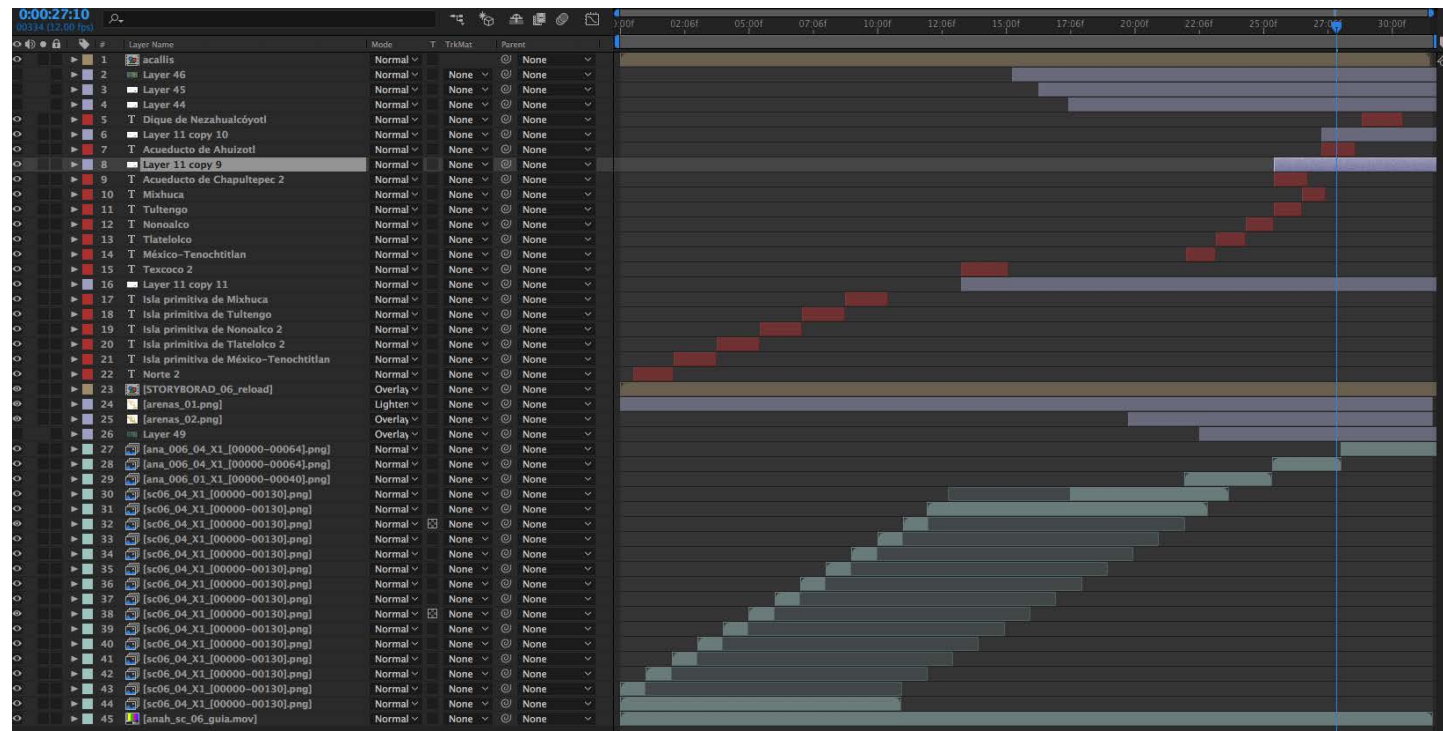 0:00:27:10
00334 (12.00 fps)
:00f 02:06f 05:00f 07:06f 10:00f 12:06f 15:00f 17:06f 20:00f 22:06f 25:00f 27:06f 30:00f
# Layer Name Mode T TrkMat Parent
1 acallis Normal None
2 Layer 46 Normal None None
3 Layer 45 Normal None None
4 Layer 44 Normal None None
5 T Dique de Nezahualcóyotl Normal None None
6 Layer 11 copy 10 Normal None None
7 T Acueducto de Ahuizotl Normal None None
8 Layer 11 copy 9 Normal None None
9 T Acueducto de Chapultepec 2 Normal None None
10 T Mixhuca Normal None None
11 T Tultengo Normal None None
12 T Nonoalco Normal None None
13 T Tlatelolco Normal None None
14 T México-Tenochtitlan Normal None None
15 T Texcoco 2 Normal None None
16 Layer 11 copy 11 Normal None None
17 T Isla primitiva de Mixhuca Normal None None
18 T Isla primitiva de Tultengo Normal None None
19 T Isla primitiva de Nonoalco 2 Normal None None
20 T Isla primitiva de Tlatelolco 2 Normal None None
21 T Isla primitiva de México-Tenochtitlan Normal None None
22 T Norte 2 Normal None None
23 [STORYBORAD_06_reload] Overlay None None
24 [arenas_01.png] Lighten None None
25 [arenas_02.png] Overlay None None
26 Layer 49 Overlay None None
27 [ana_006_04_X1_[00000-00064].png] Normal None None
28 [ana_006_04_X1_[00000-00064].png] Normal None None
29 [ana_006_01_X1_[00000-00040].png] Normal None None
30 [sc06_04_X1_[00000-00130].png] Normal None None
31 [sc06_04_X1_[00000-00130].png] Normal None None
32 [sc06_04_X1_[00000-00130].png] Normal None None
33 [sc06_04_X1_[00000-00130].png] Normal None None
34 [sc06_04_X1_[00000-00130].png] Normal None None
35 [sc06_04_X1_[00000-00130].png] Normal None None
36 [sc06_04_X1_[00000-00130].png] Normal None None
37 [sc06_04_X1_[00000-00130].png] Normal None None
38 [sc06_04_X1_[00000-00130].png] Normal None None
39 [sc06_04_X1_[00000-00130].png] Normal None None
40 [sc06_04_X1_[00000-00130].png] Normal None None
41 [sc06_04_X1_[00000-00130].png] Normal None None
42 [sc06_04_X1_[00000-00130].png] Normal None None
43 [sc06_04_X1_[00000-00130].png] Normal None None
44 [sc06_04_X1_[00000-00130].png] Normal None None
45 [anah_sc_06_guia.mov] Normal None None